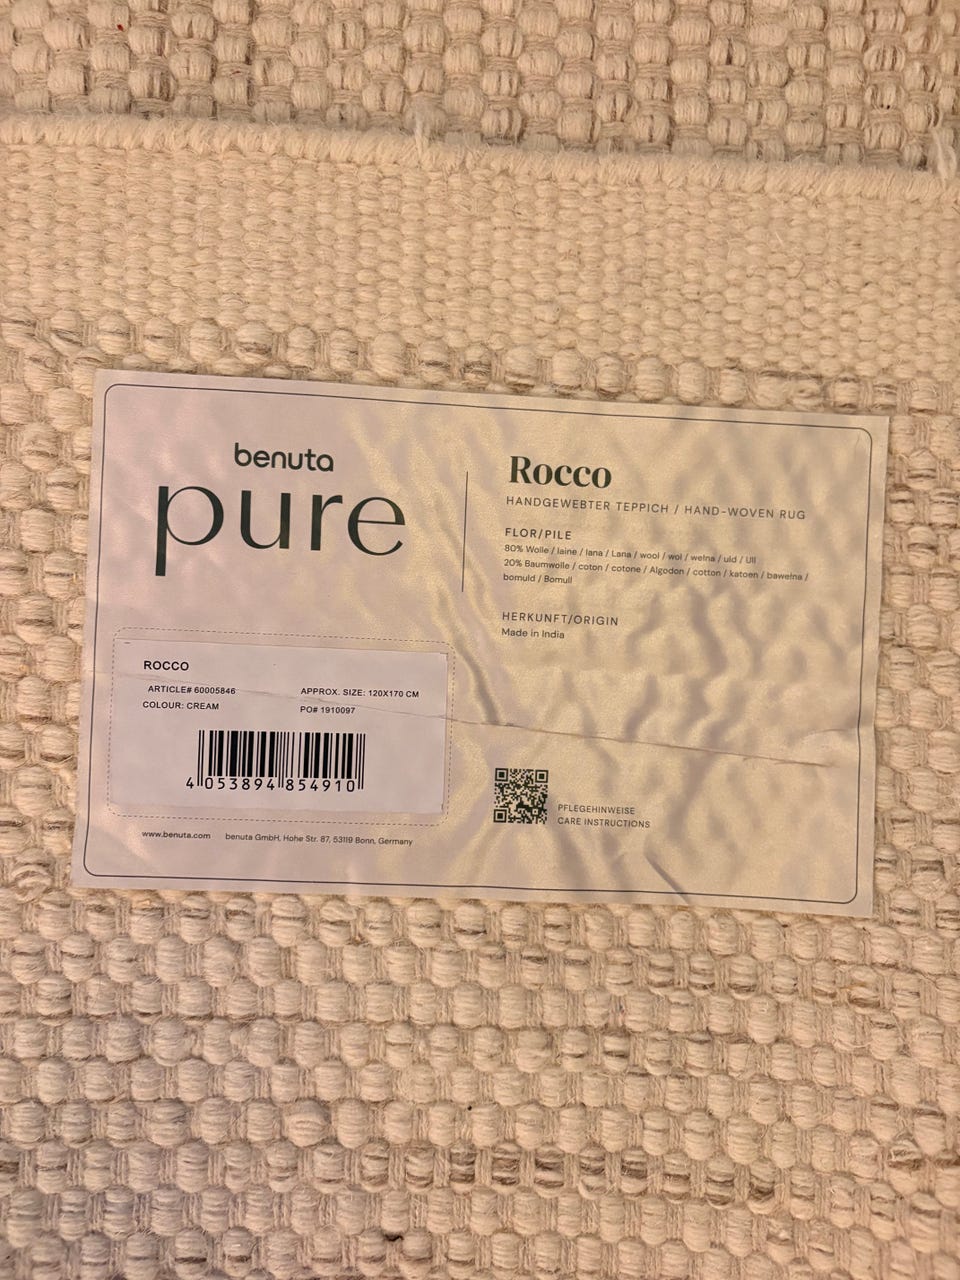 benuta
pure
Rocco
HANDGEWEBTER TEPPICH / HAND-WOVEN RUG
FLOR/PILE
80% Wolle / laine / lana / Lana / wool / wol / wełna / uld / Ull
20% Baumwolle / coton / cotone / Algodon / cotton / katoen / bawełna /
bomuld / Bomull
HERKUNFT/ORIGIN
Made in India
ROCCO
ARTICLE# 60005846
APPROX. SIZE: 120X170 CM
COLOUR: CREAM
PO# 1910097
4 053894 854910
PFLEGEHINWEISE
CARE INSTRUCTIONS
www.benuta.com
benuta GmbH, Hohe Str. 87, 53119 Bonn, Germany